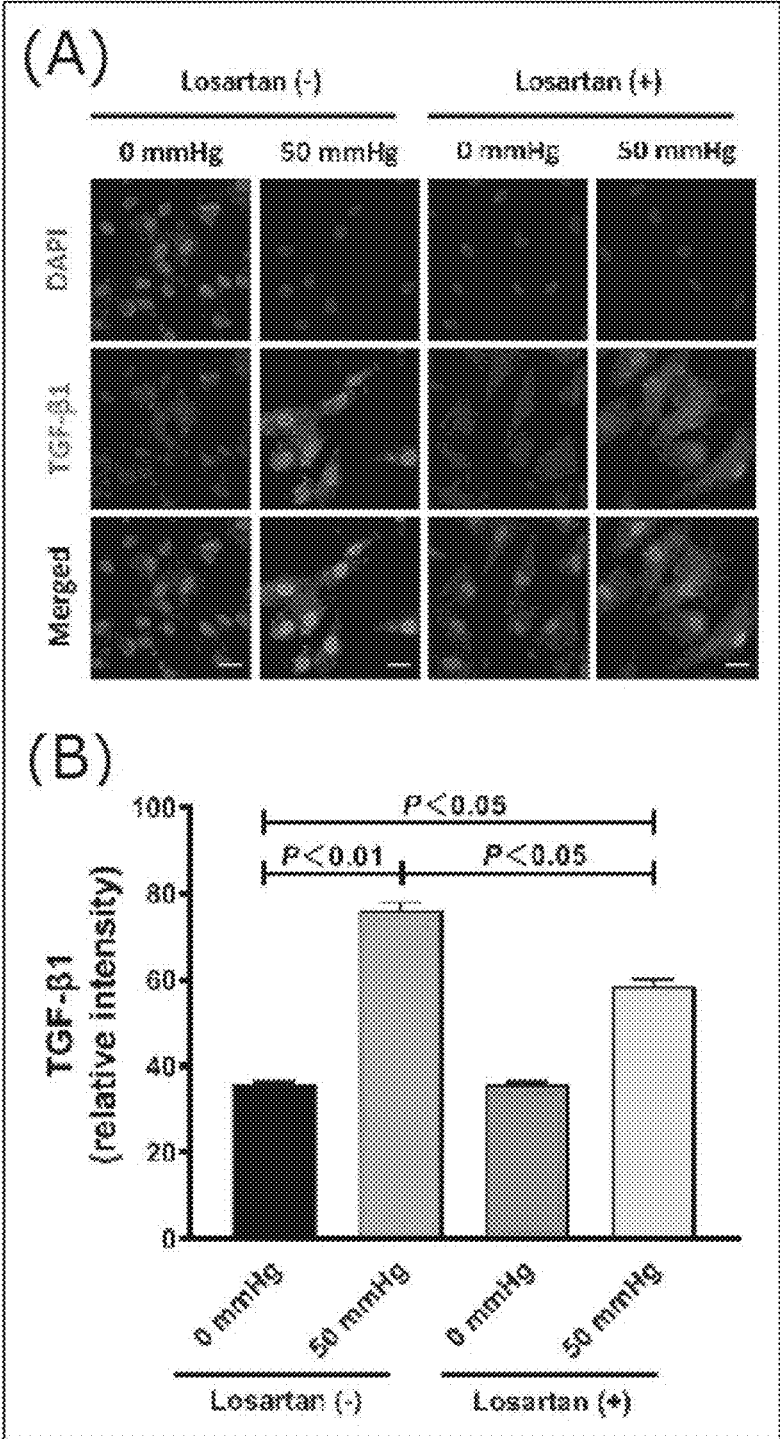 (A)
Losartan (-) Losartan (+)
0 mmHg 50 mmHg 0 mmHg 50 mmHg
DAPI
TGF-β1
Merged
(B)
TGF-β1
(relative intensity)
100
80
60
40
20
0
P<0.05
P<0.01 P<0.05
0 mmHg 50 mmHg 0 mmHg 50 mmHg
Losartan (-) Losartan (+)